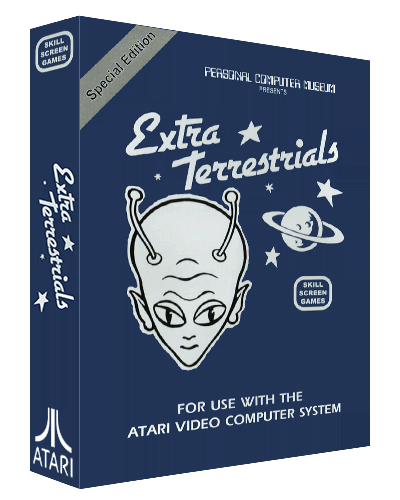 SKILL
SCREEN
GAMES
Extra
Terrestrials
ATARI
Special Edition
PERSONAL COMPUTER MUSEUM
PRESENTS
Extra
Terrestrials
SKILL
SCREEN
GAMES
FOR USE WITH THE
ATARI VIDEO COMPUTER SYSTEM